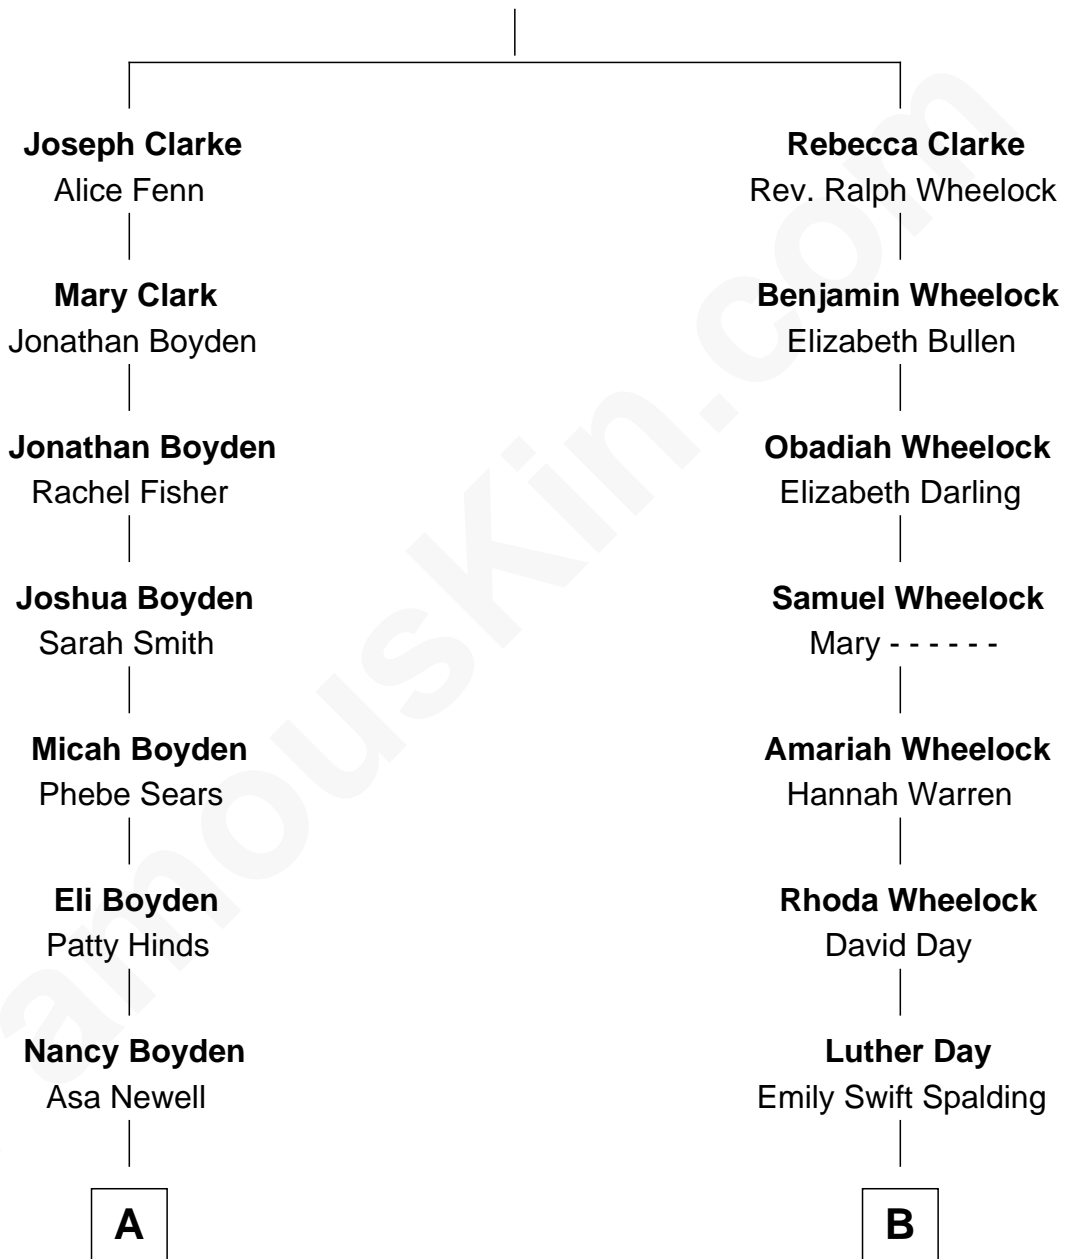 Joseph Clarke
Alice Fenn
Mary Clark
Jonathan Boyden
Jonathan Boyden
Rachel Fisher
Joshua Boyden
Sarah Smith
Micah Boyden
Phebe Sears
Eli Boyden
Patty Hinds
Nancy Boyden
Asa Newell
A
Rebecca Clarke
Rev. Ralph Wheelock
Benjamin Wheelock
Elizabeth Bullen
Obadiah Wheelock
Elizabeth Darling
Samuel Wheelock
Mary - - - - - -
Amariah Wheelock
Hannah Warren
Rhoda Wheelock
David Day
Luther Day
Emily Swift Spalding
B
amousKin.com